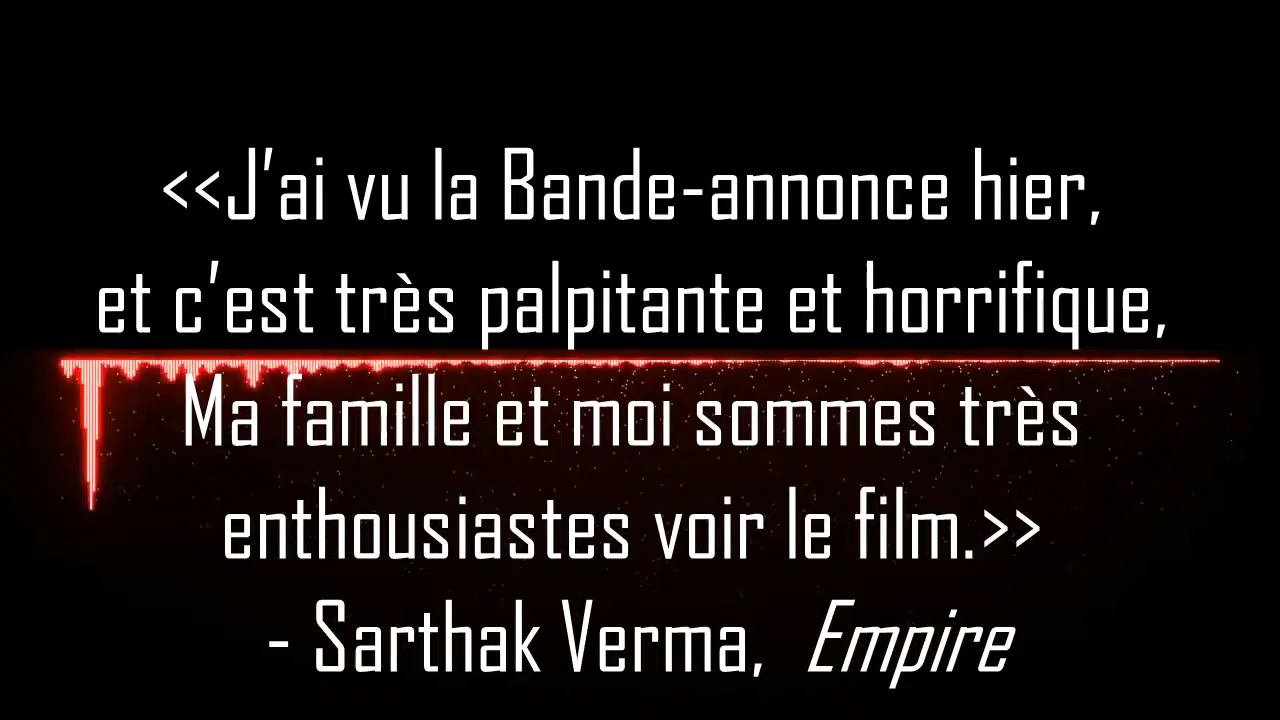 <<J’ai vu la Bande-annonce hier,
et c’est très palpitante et horrifique,
Ma famille et moi sommes très
enthousiastes voir le film.>>
- Sarthak Verma, Empire